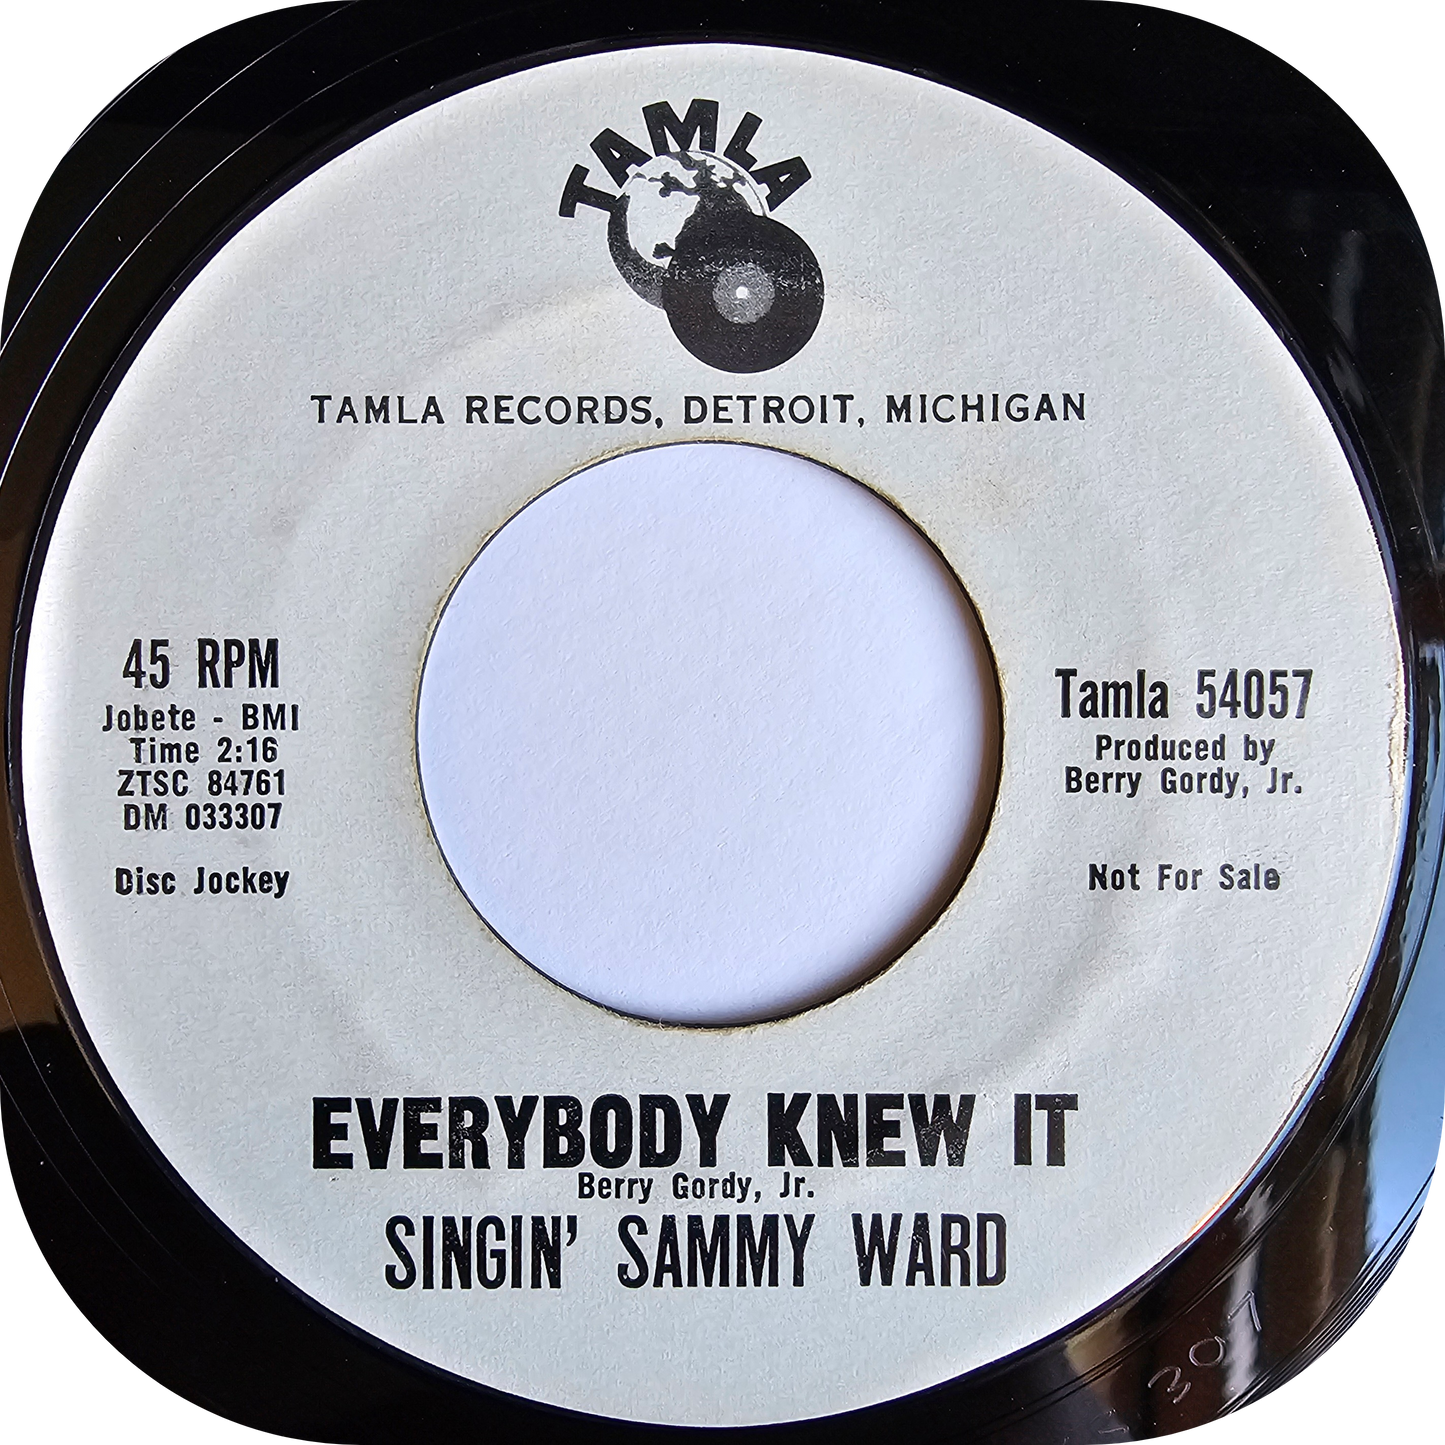 TAMLA
TAMLA RECORDS, DETROIT, MICHIGAN
45 RPM
Jobete - BMI
Time 2:16
ZTSC 84761
DM 033307
Disc Jockey
Tamla 54057
Produced by
Berry Gordy, Jr.
Not For Sale
EVERYBODY KNEW IT
Berry Gordy, Jr.
SINGIN' SAMMY WARD
307